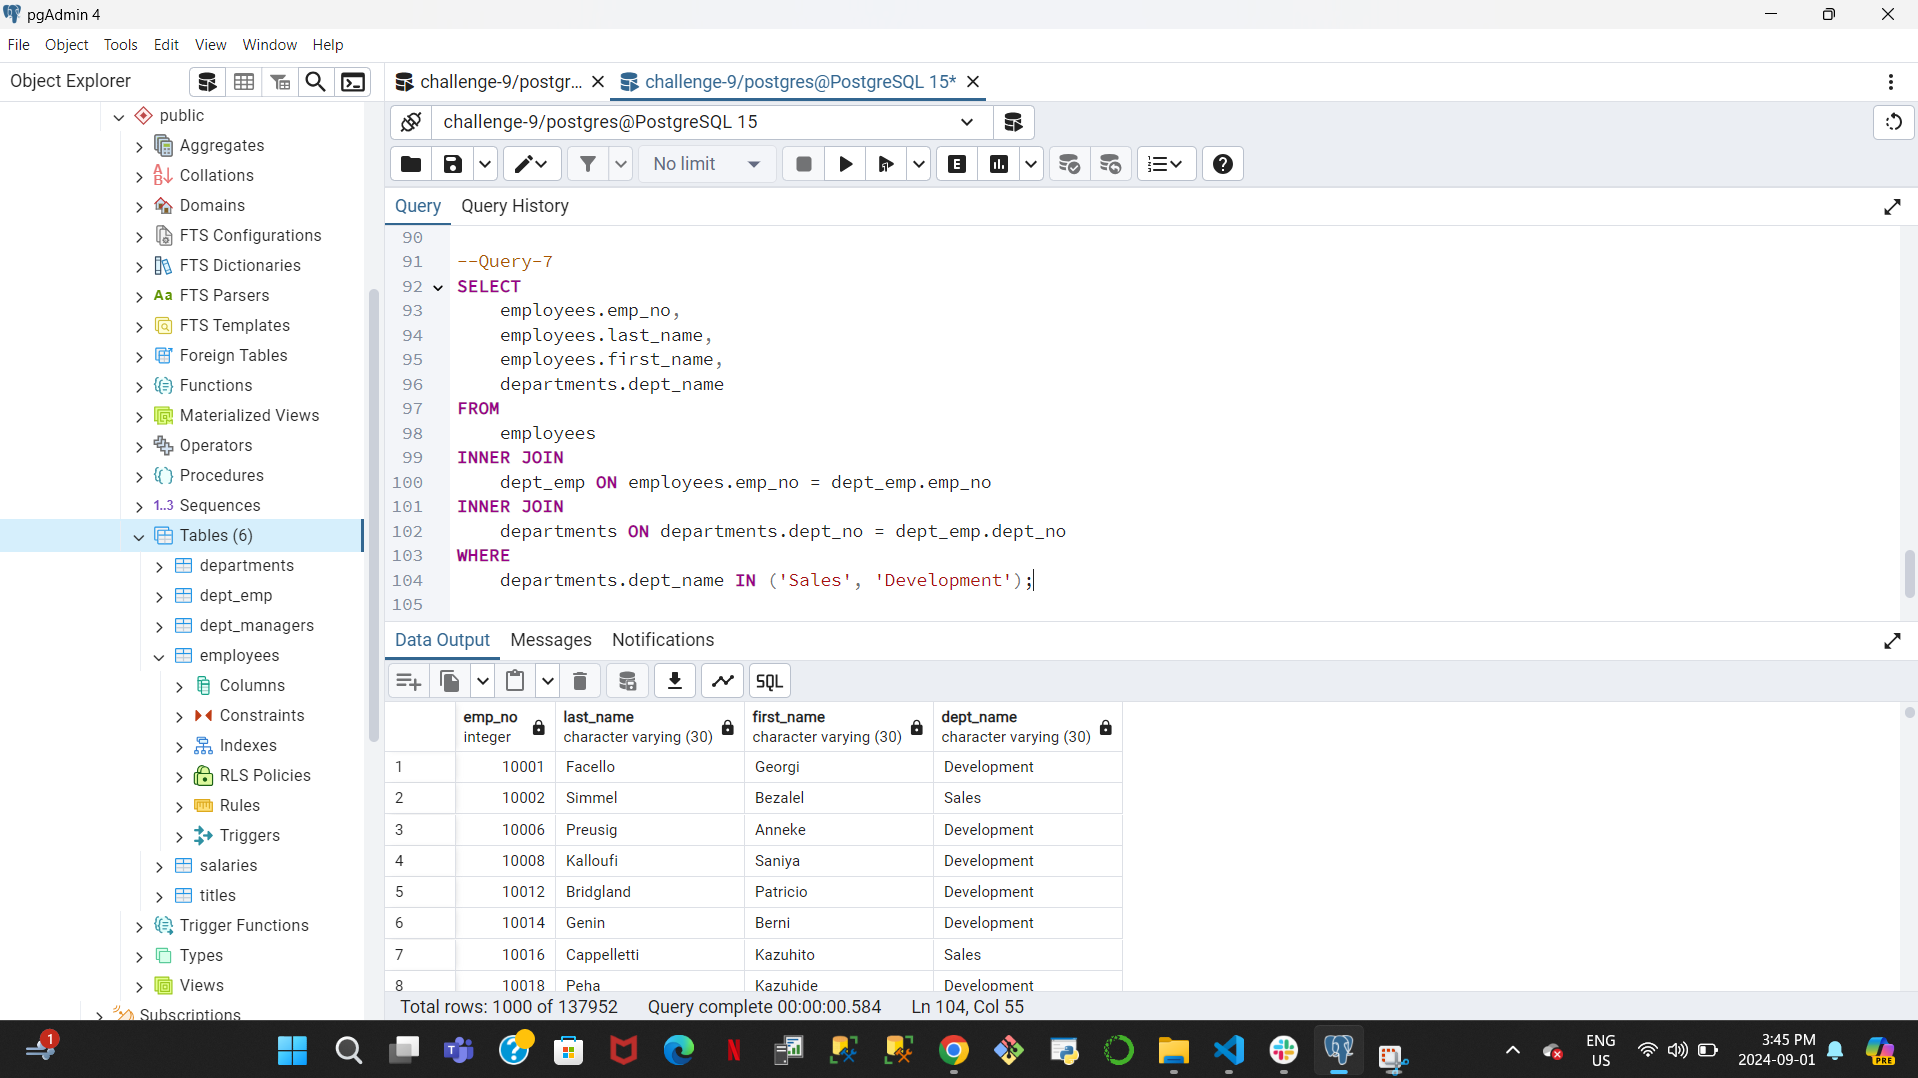 pgAdmin 4
File Object Tools Edit View Window Help
Object Explorer
public
Aggregates
Collations
Domains
FTS Configurations
FTS Dictionaries
Aa FTS Parsers
FTS Templates
Foreign Tables
Functions
Materialized Views
Operators
Procedures
1..3 Sequences
Tables (6)
departments
dept_emp
dept_managers
employees
Columns
Constraints
Indexes
RLS Policies
Rules
Triggers
salaries
titles
Trigger Functions
Types
Views
Subscriptions
challenge-9/postgr... challenge-9/postgres@PostgreSQL 15*
challenge-9/postgres@PostgreSQL 15
No limit E
Query Query History
90
91 --Query-7
92 SELECT
93 employees.emp_no,
94 employees.last_name,
95 employees.first_name,
96 departments.dept_name
97 FROM
98 employees
99 INNER JOIN
100 dept_emp ON employees.emp_no = dept_emp.emp_no
101 INNER JOIN
102 departments ON departments.dept_no = dept_emp.dept_no
103 WHERE
104 departments.dept_name IN ('Sales', 'Development');
105
Data Output Messages Notifications
SQL
emp_no last_name first_name dept_name
integer character varying (30) character varying (30) character varying (30)
1 10001 Facello Georgi Development
2 10002 Simmel Bezalel Sales
3 10006 Preusig Anneke Development
4 10008 Kalloufi Saniya Development
5 10012 Bridgland Patricio Development
6 10014 Genin Berni Development
7 10016 Cappelletti Kazuhito Sales
8 10018 Peha Kazuhide Development
Total rows: 1000 of 137952 Query complete 00:00:00.584 Ln 104, Col 55
1
ENG
US
3:45 PM
2024-09-01
PRE